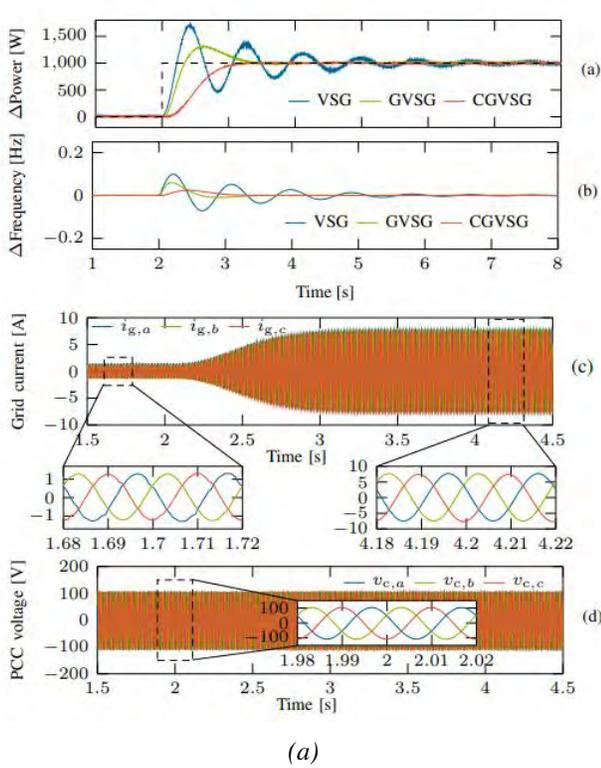 ΔPower [W]
1,500
1,000
500
0
VSG GVSG CGVSG
(a)
ΔFrequency [Hz]
0.2
0
−0.2
VSG GVSG CGVSG
(b)
1 2 3 4 5 6 7 8
Time [s]
Grid current [A]
10
5
0
−5
−10
i_g,a i_g,b i_g,c
(c)
1.5 2 2.5 3 3.5 4 4.5
Time [s]
1
0
−1
1.68 1.69 1.7 1.71 1.72
10
5
0
−5
−10
4.18 4.19 4.2 4.21 4.22
PCC voltage [V]
200
100
0
−100
−200
v_c,a v_c,b v_c,c
100
0
−100
1.98 1.99 2 2.01 2.02
(d)
1.5 2 2.5 3 3.5 4 4.5
Time [s]
(a)